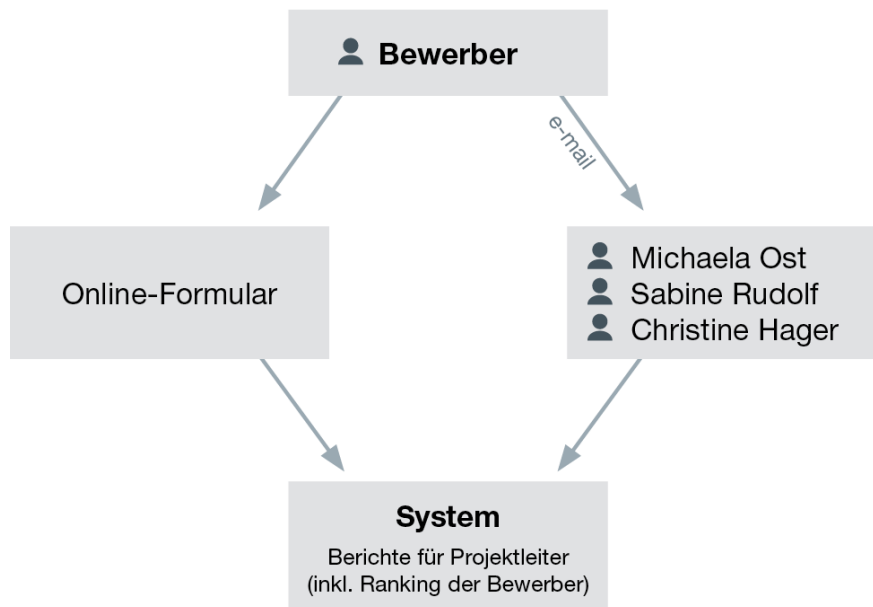 Bewerber
e-mail
Online-Formular
Michaela Ost
Sabine Rudolf
Christine Hager
System
Berichte für Projektleiter
(inkl. Ranking der Bewerber)